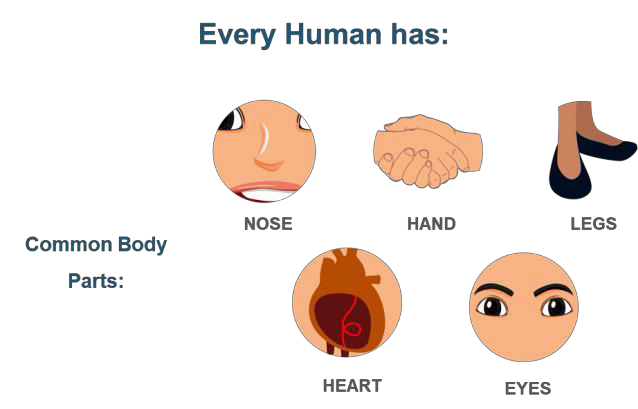 Every Human has:
NOSE
HAND
LEGS
Common Body
Parts:
HEART
EYES